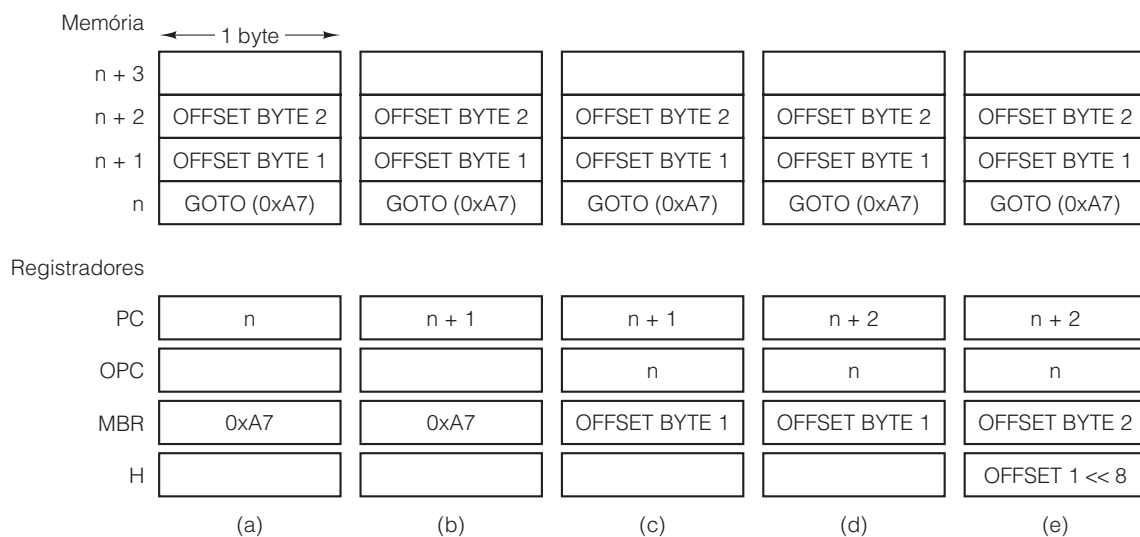 Memória
1 byte
n + 3
n + 2 OFFSET BYTE 2 OFFSET BYTE 2 OFFSET BYTE 2 OFFSET BYTE 2 OFFSET BYTE 2
n + 1 OFFSET BYTE 1 OFFSET BYTE 1 OFFSET BYTE 1 OFFSET BYTE 1 OFFSET BYTE 1
n GOTO (0xA7) GOTO (0xA7) GOTO (0xA7) GOTO (0xA7) GOTO (0xA7)
Registradores
PC n n + 1 n + 1 n + 2 n + 2
OPC n n n
MBR 0xA7 0xA7 OFFSET BYTE 1 OFFSET BYTE 1 OFFSET BYTE 2
H OFFSET 1 << 8
(a) (b) (c) (d) (e)